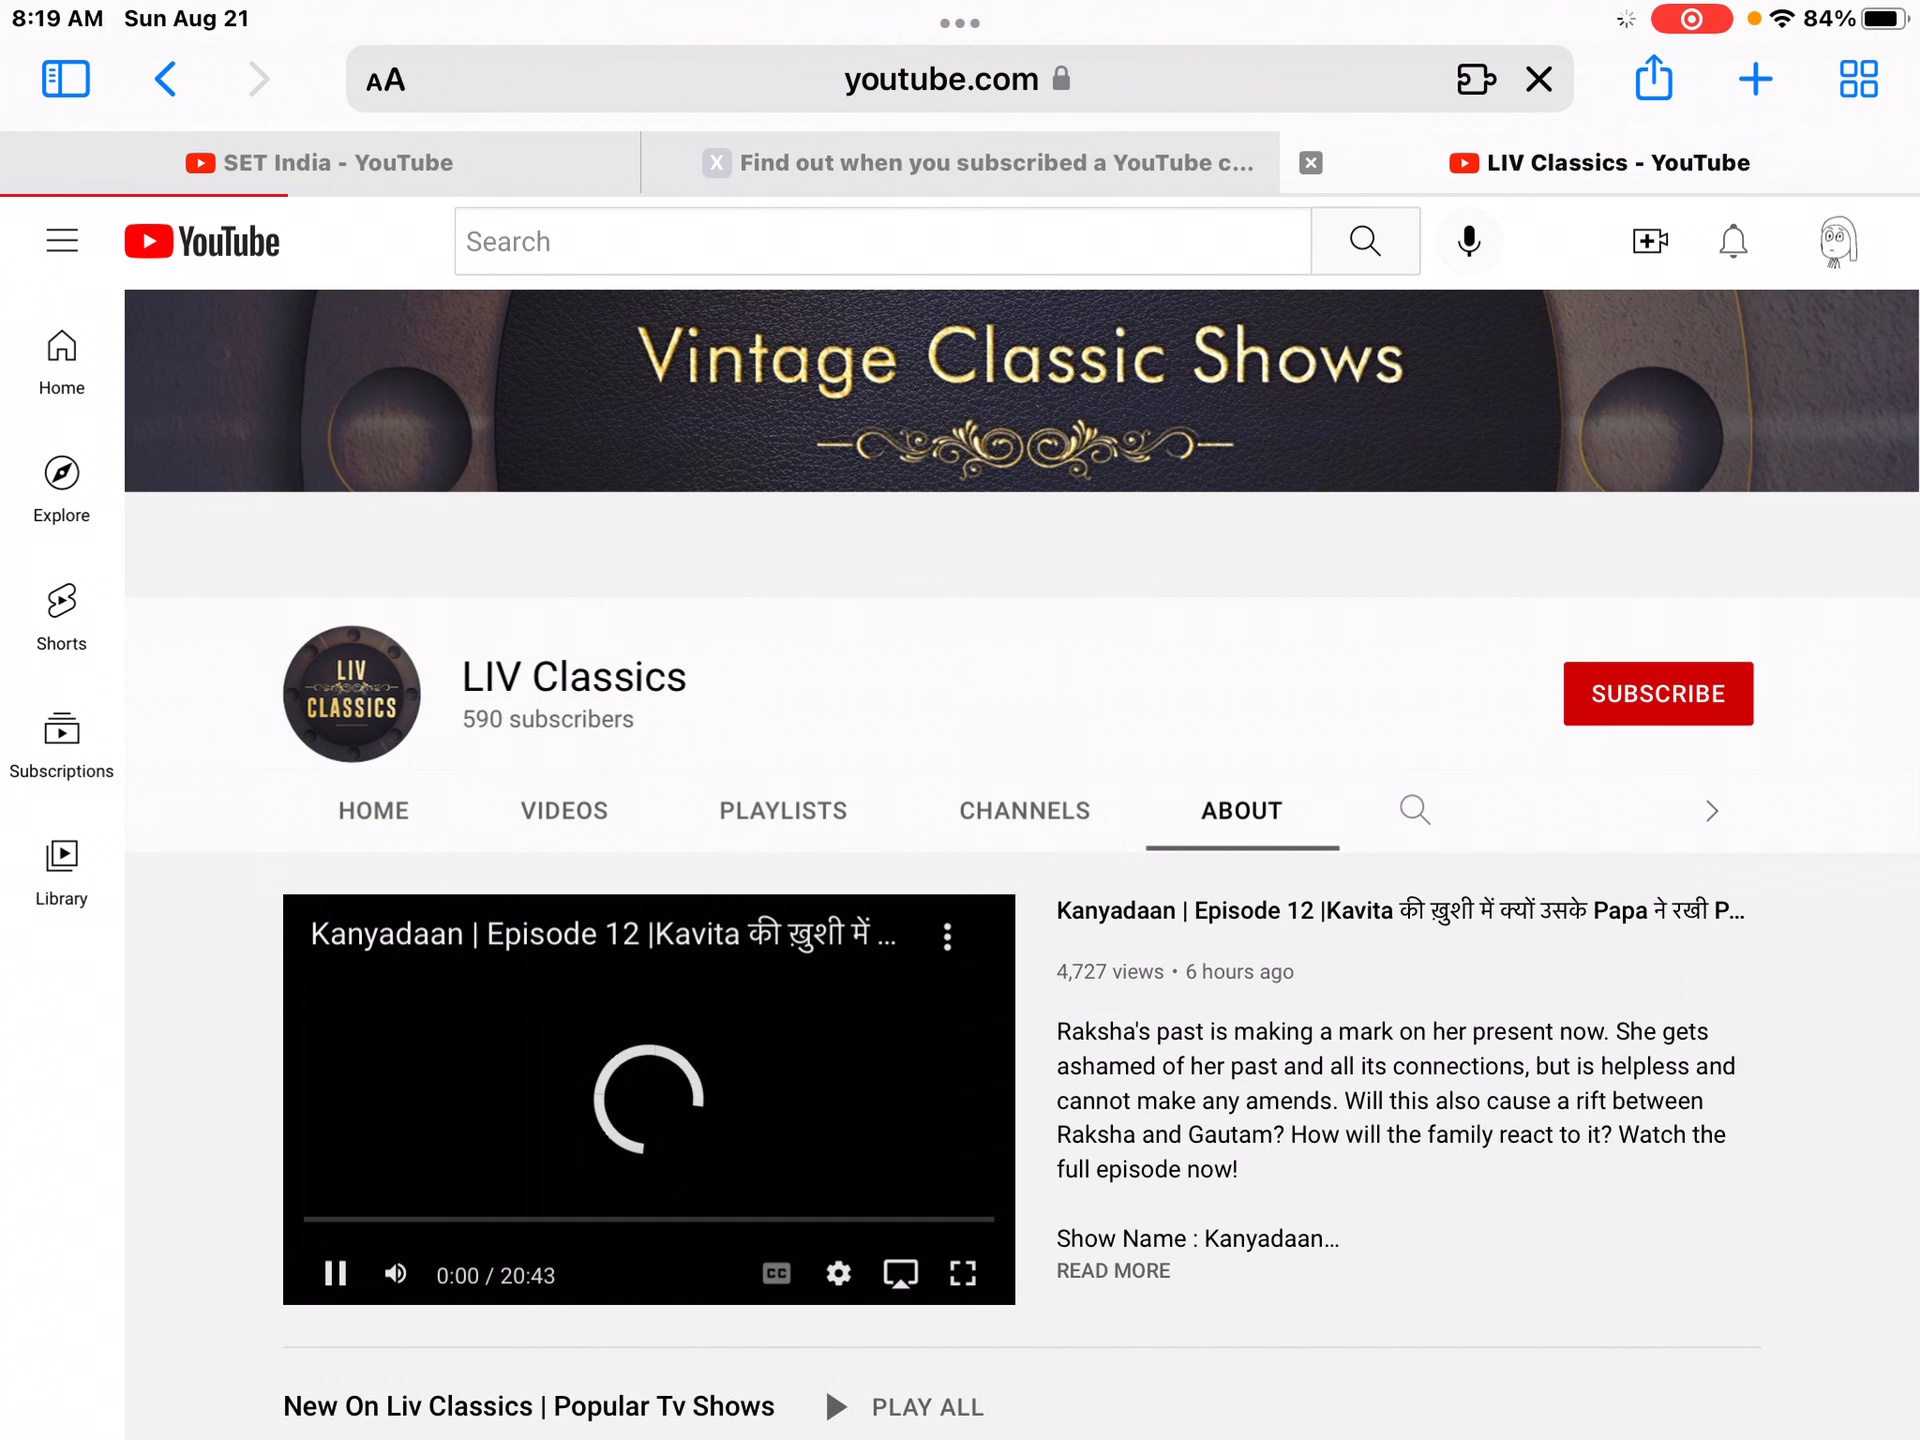 8:19 AM Sun Aug 21
84%
AA
youtube.com
SET India - YouTube
X Find out when you subscribed a YouTube c...
LIV Classics - YouTube
YouTube
Search
Vintage Classic Shows
Home
Explore
Shorts
Subscriptions
Library
LIV CLASSICS
LIV Classics
590 subscribers
SUBSCRIBE
HOME VIDEOS PLAYLISTS CHANNELS ABOUT
Kanyadaan | Episode 12 |Kavita की ख़ुशी में ...
CC
0:00 / 20:43
Kanyadaan | Episode 12 |Kavita की ख़ुशी में क्यों उसके Papa ने रखी P...
4,727 views • 6 hours ago
Raksha's past is making a mark on her present now. She gets
ashamed of her past and all its connections, but is helpless and
cannot make any amends. Will this also cause a rift between
Raksha and Gautam? How will the family react to it? Watch the
full episode now!
Show Name : Kanyadaan...
READ MORE
New On Liv Classics | Popular Tv Shows
PLAY ALL